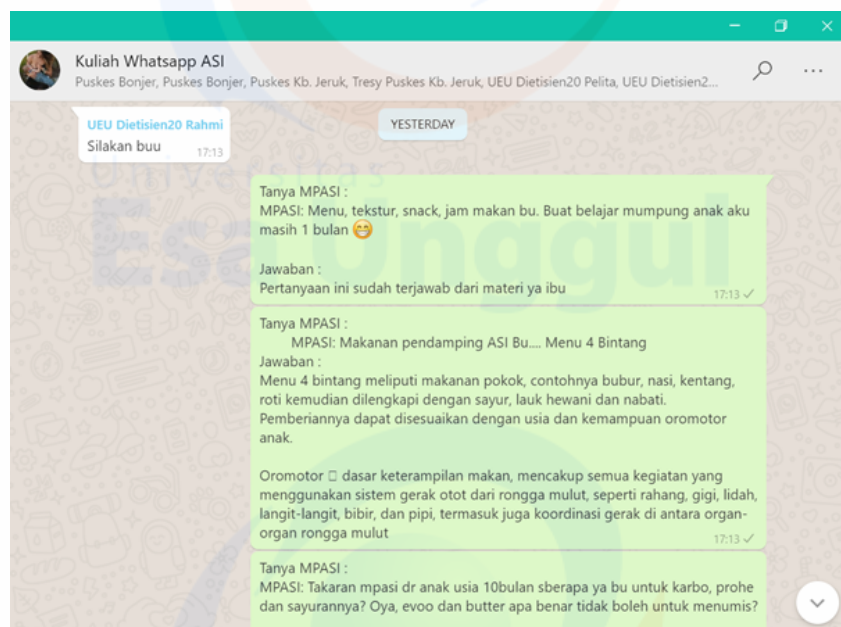 Kuliah Whatsapp ASI
Puskes Bonjer, Puskes Bonjer, Puskes Kb. Jeruk, Tresy Puskes Kb. Jeruk, UEU Dietisien20 Pelita, UEU Dietisien2...
YESTERDAY
UEU Dietisien20 Rahmi
Silakan buu
17:13
Universitas
Esa Unggul
Tanya MPASI :
MPASI: Menu, tekstur, snack, jam makan bu. Buat belajar mumpung anak aku
masih 1 bulan 😁
Jawaban :
Pertanyaan ini sudah terjawab dari materi ya ibu
17:13 ✓
Tanya MPASI :
MPASI: Makanan pendamping ASI Bu.... Menu 4 Bintang
Jawaban :
Menu 4 bintang meliputi makanan pokok, contohnya bubur, nasi, kentang,
roti kemudian dilengkapi dengan sayur, lauk hewani dan nabati.
Pemberiannya dapat disesuaikan dengan usia dan kemampuan oromotor
anak.
Oromotor □ dasar keterampilan makan, mencakup semua kegiatan yang
menggunakan sistem gerak otot dari rongga mulut, seperti rahang, gigi, lidah,
langit-langit, bibir, dan pipi, termasuk juga koordinasi gerak di antara organ-
organ rongga mulut
17:13 ✓
Tanya MPASI :
MPASI: Takaran mpasi dr anak usia 10bulan sberapa ya bu untuk karbo, prohe
dan sayurannya? Oya, evoo dan butter apa benar tidak boleh untuk menumis?